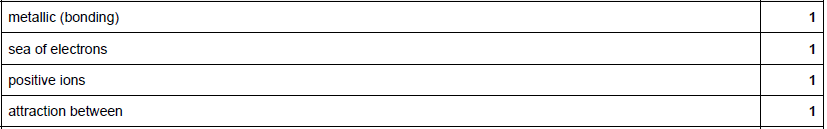 metallic (bonding) 1
sea of electrons 1
positive ions 1
attraction between 1